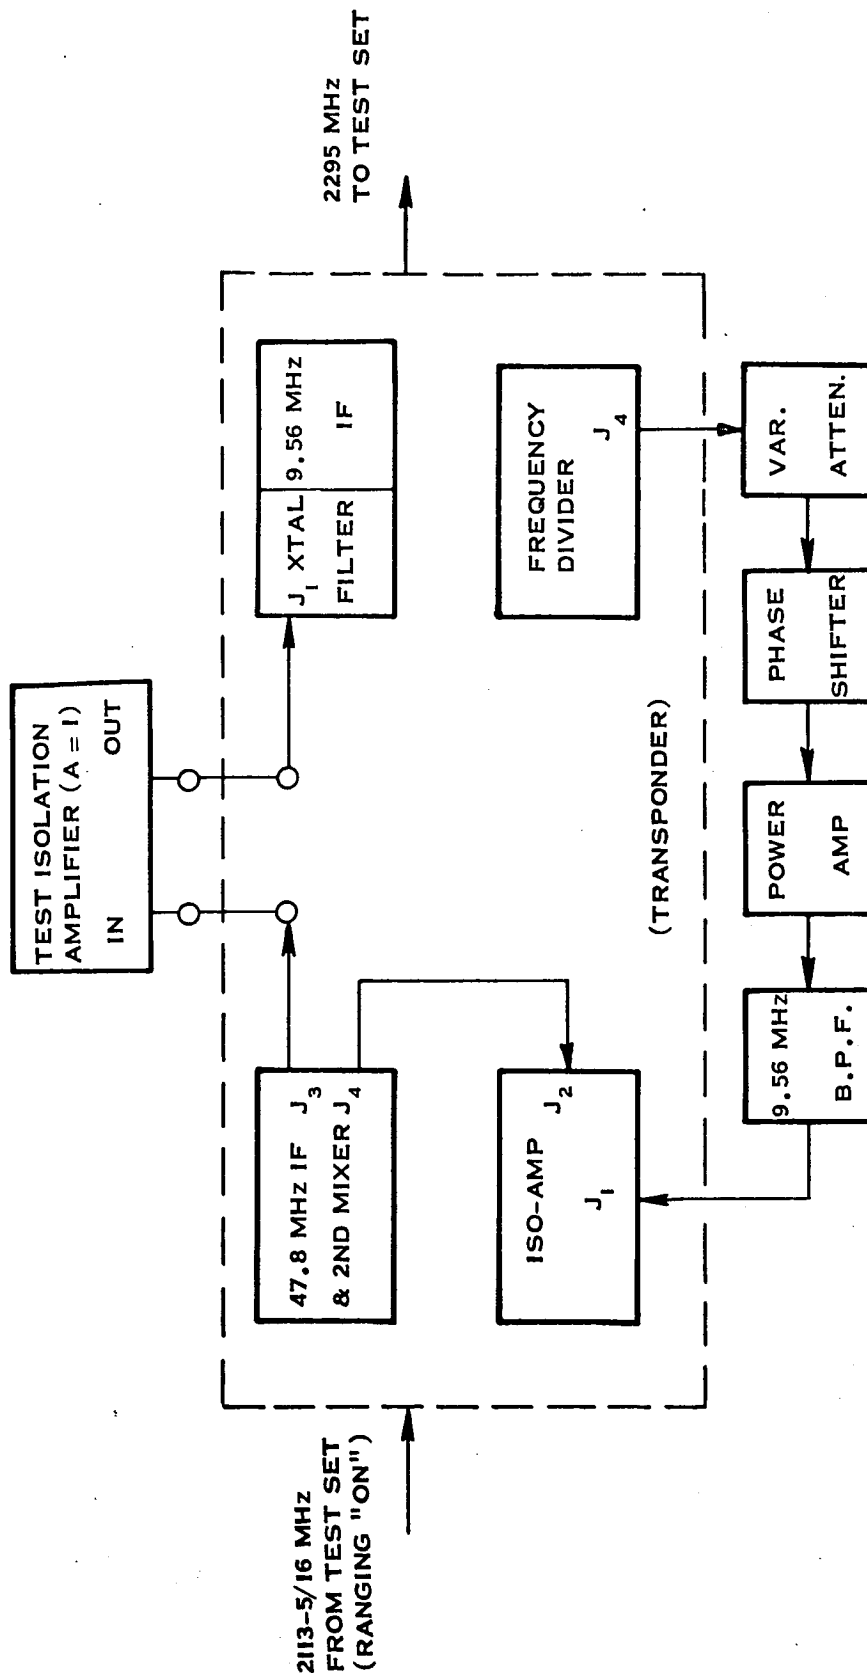 TEST ISOLATION
AMPLIFIER (A = 1)
IN OUT
2113-5/16 MHz
FROM TEST SET
(RANGING "ON")
47.8 MHz IF J3
& 2ND MIXER J4
J1 XTAL
FILTER
9.56 MHz
IF
2295 MHz
TO TEST SET
ISO-AMP J2
J1
FREQUENCY
DIVIDER
J4
(TRANSPONDER)
9.56 MHz
B.P.F.
POWER
AMP
PHASE
SHIFTER
VAR.
ATTEN.